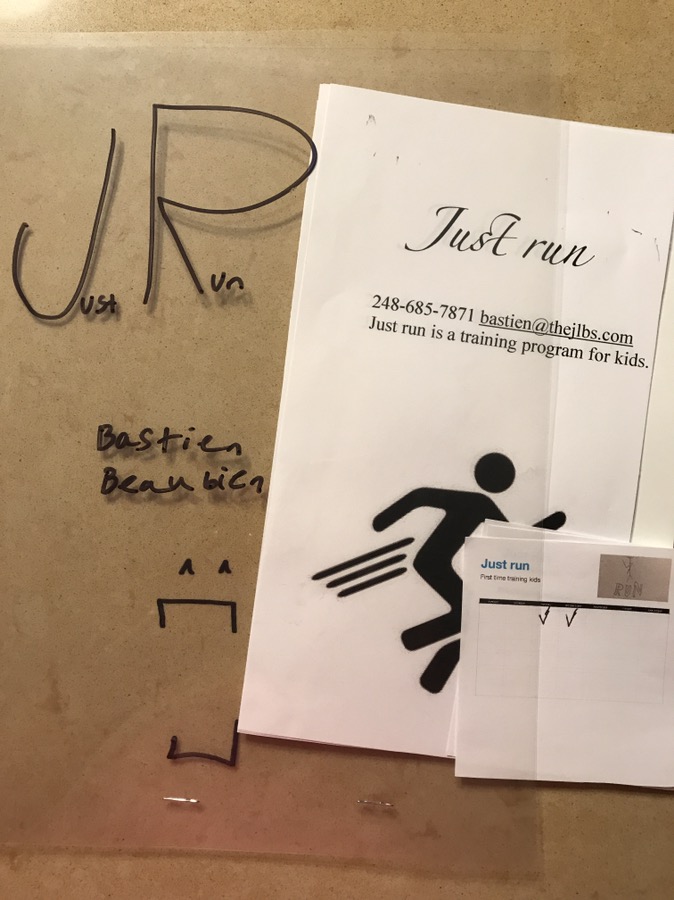 Just Run
Bastien
Beaubien
Just run
248-685-7871 bastien@thejlbs.com
Just run is a training program for kids.
Just run
First time training kids
RUN